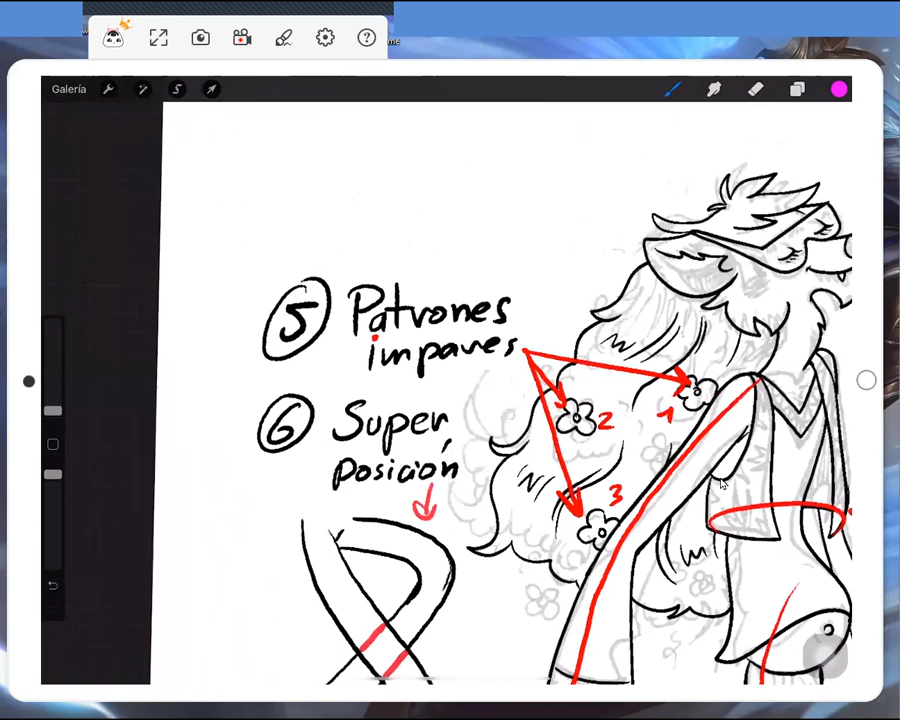 Galería
5 Patrones
impares
1
2
3
6 Super
posición